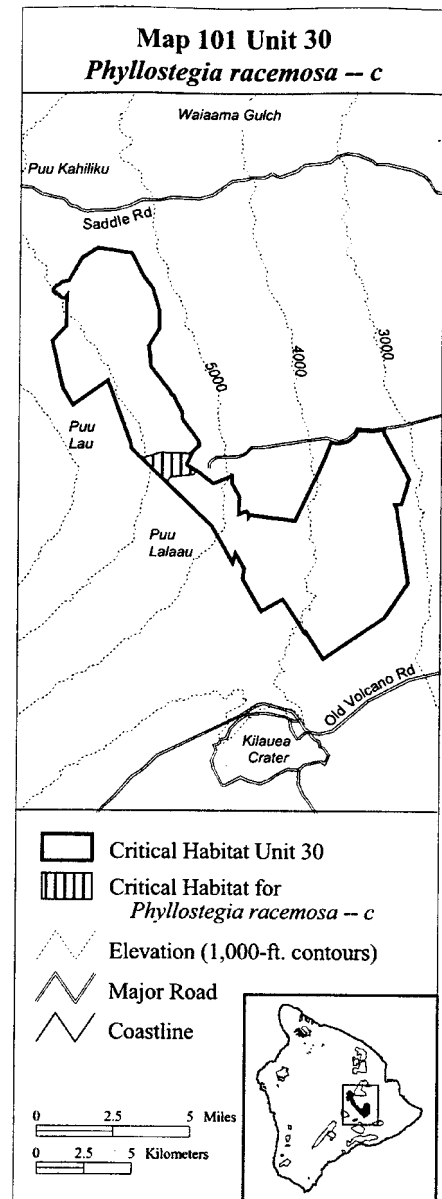 Map 101 Unit 30
Phyllostegia racemosa -- c
Waiaama Gulch
Puu Kahiliku
Saddle Rd
5000
4000
3000
Puu
Lau
Puu
Lalaau
Old Volcano Rd
Kilauea
Crater
Critical Habitat Unit 30
Critical Habitat for
Phyllostegia racemosa -- c
Elevation (1,000-ft. contours)
Major Road
Coastline
0 2.5 5 Miles
0 2.5 5 Kilometers